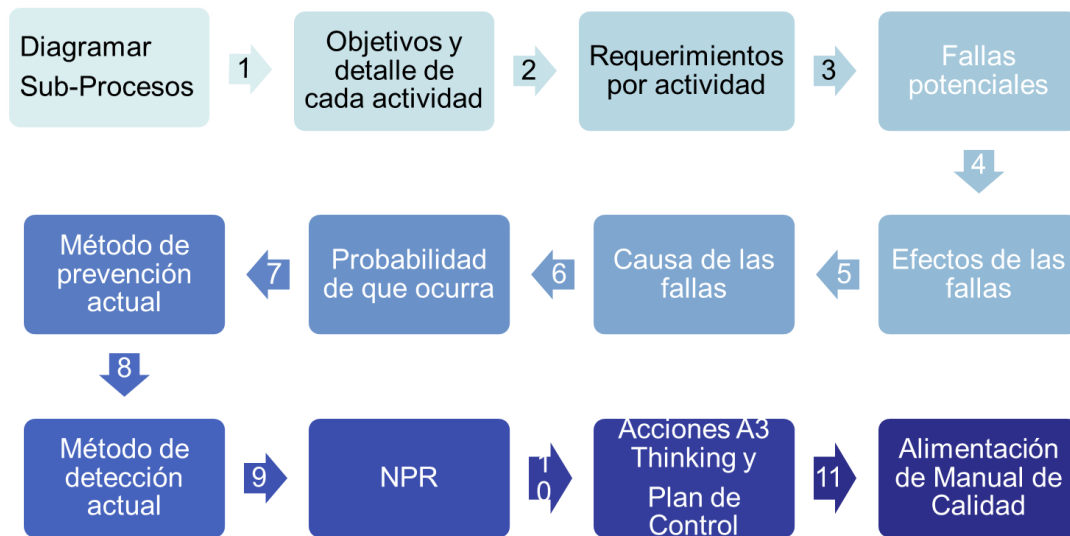 Diagramar
Sub-Procesos
1
Objetivos y
detalle de
cada actividad
2
Requerimientos
por actividad
3
Fallas
potenciales
4
Efectos de las
fallas
5
Causa de las
fallas
6
Probabilidad
de que ocurra
7
Método de
prevención
actual
8
Método de
detección
actual
9
NPR
10
Acciones A3
Thinking y
Plan de
Control
11
Alimentación
de Manual de
Calidad